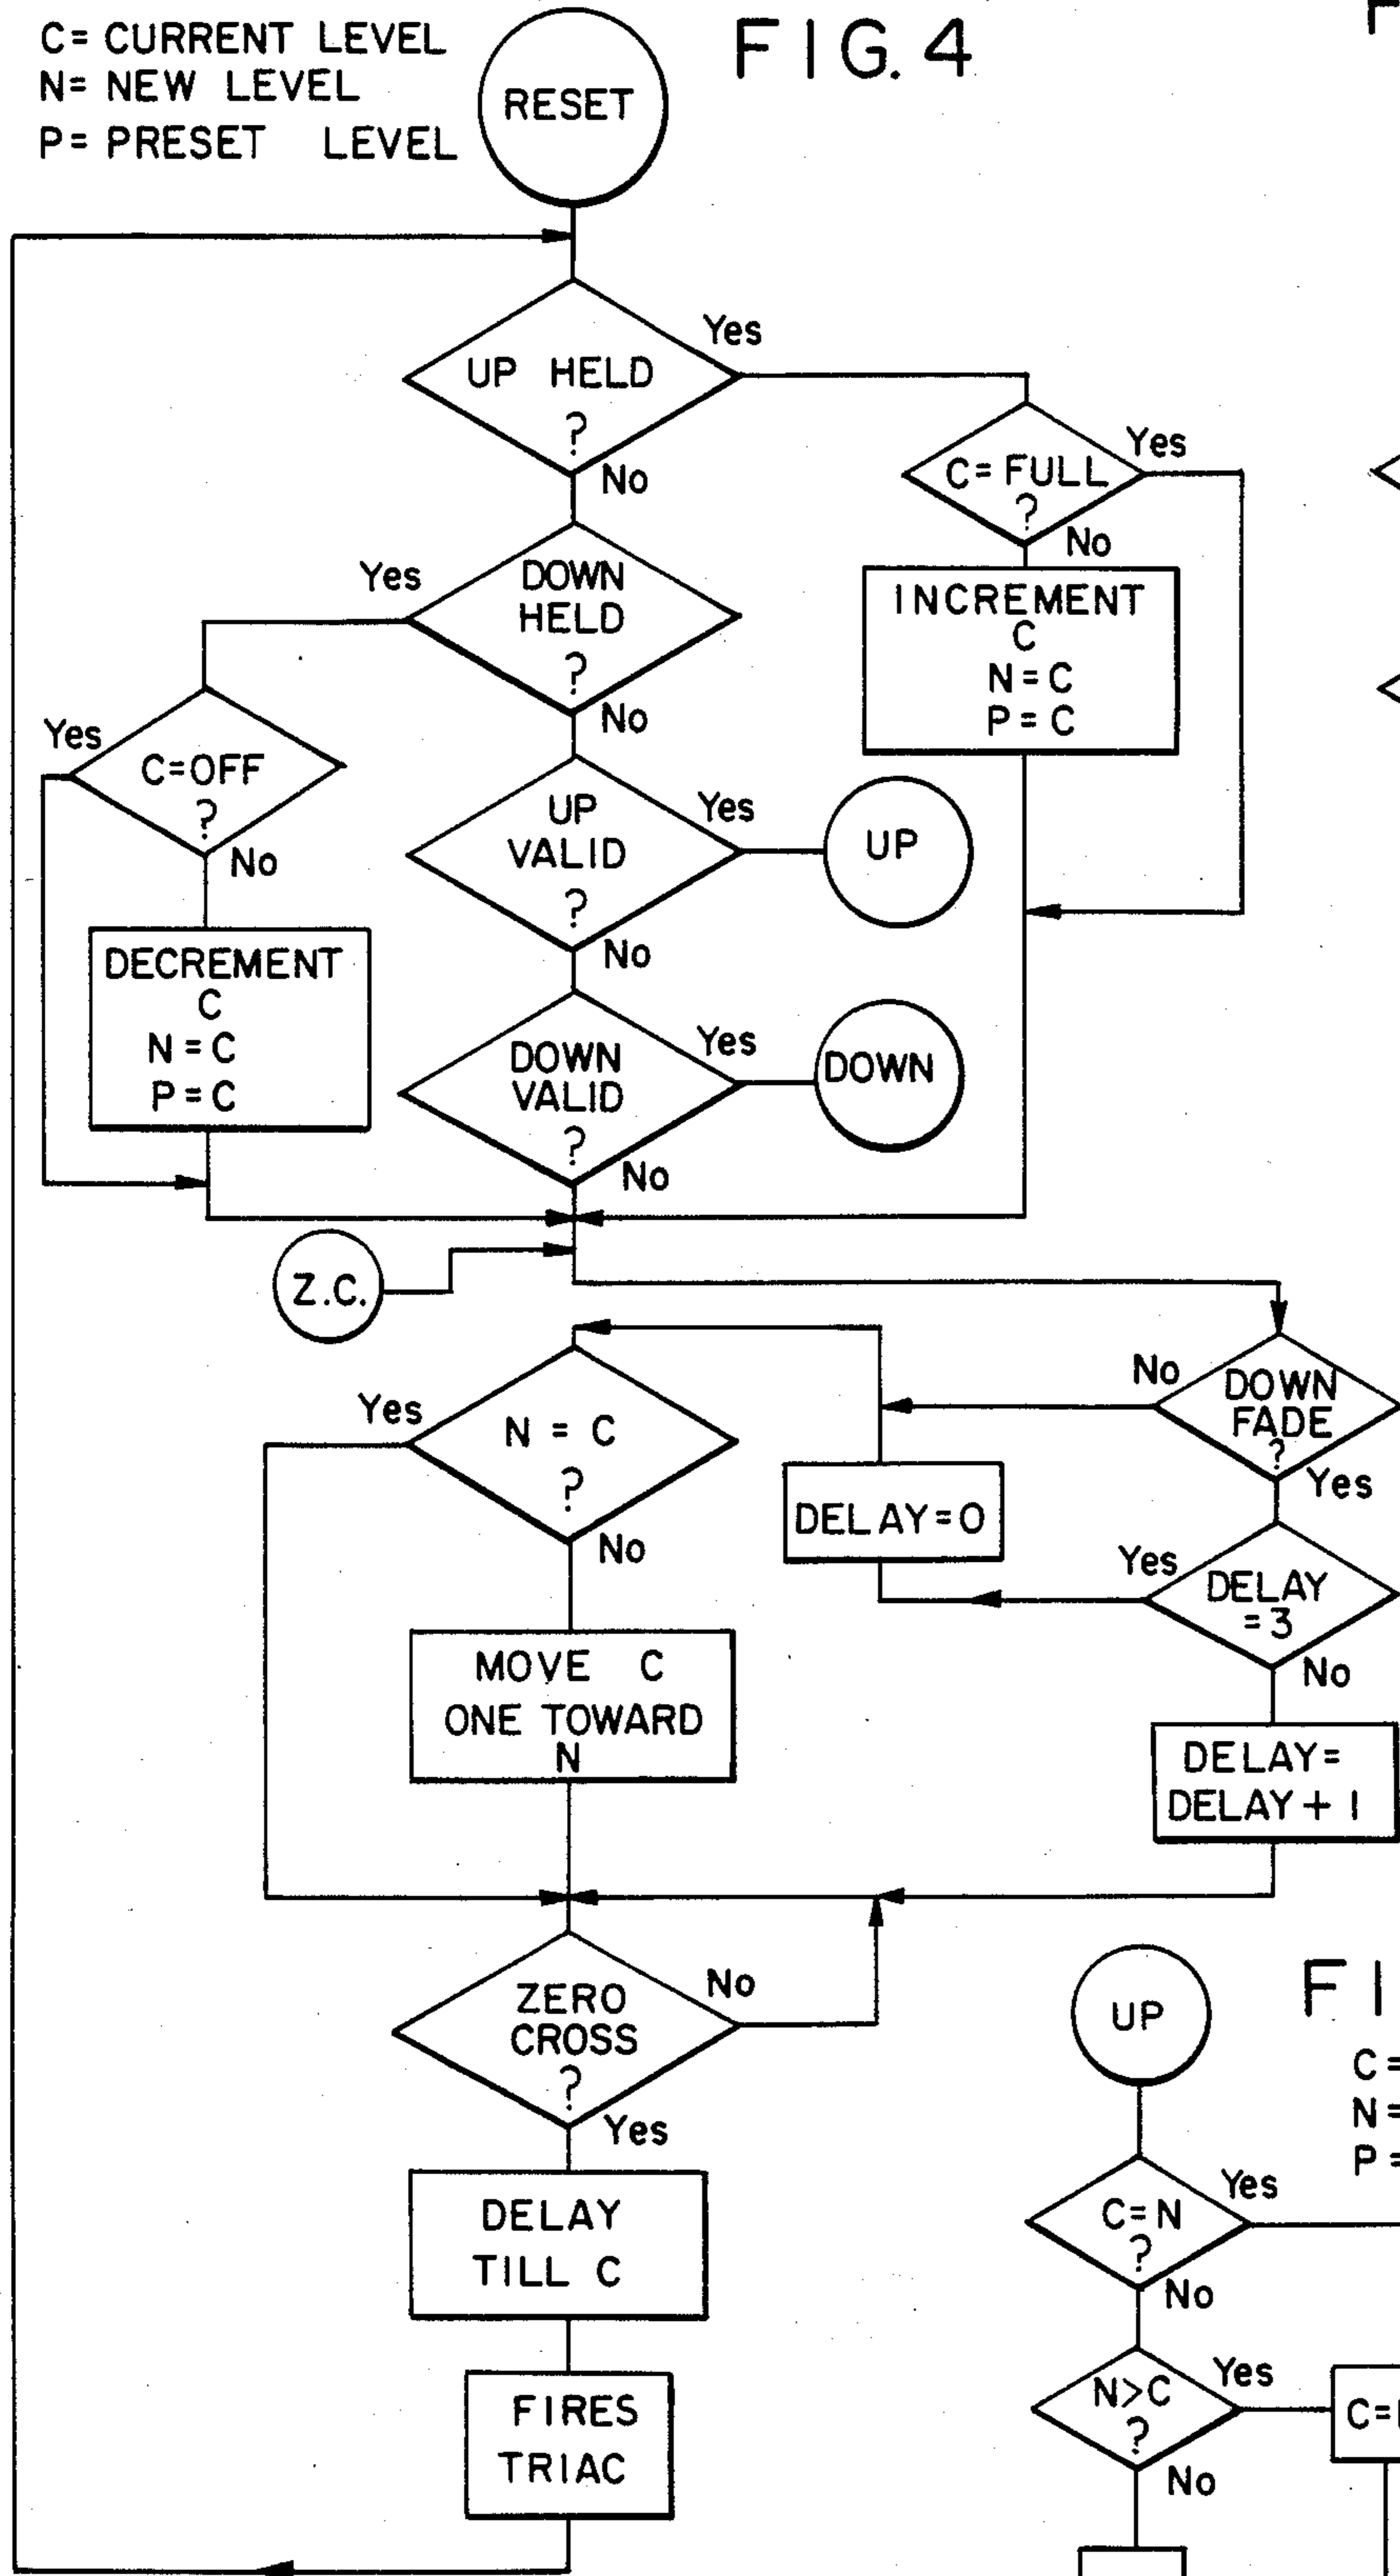 C= CURRENT LEVEL
N= NEW LEVEL
P= PRESET LEVEL
FIG. 4
RESET
UP HELD
?
Yes
No
C= FULL
?
Yes
No
INCREMENT
C
N=C
P=C
DOWN
HELD
?
Yes
No
C=OFF
?
Yes
No
DECREMENT
C
N=C
P=C
UP
VALID
?
Yes
No
UP
DOWN
VALID
?
Yes
No
DOWN
Z.C.
DOWN
FADE
?
No
Yes
DELAY
=3
Yes
No
DELAY=0
DELAY=
DELAY + 1
N = C
?
Yes
No
MOVE C
ONE TOWARD
N
ZERO
CROSS
?
No
Yes
DELAY
TILL C
FIRES
TRIAC
UP
FI
C=
N=
P=
C=N
?
Yes
No
N>C
?
Yes
No
C=